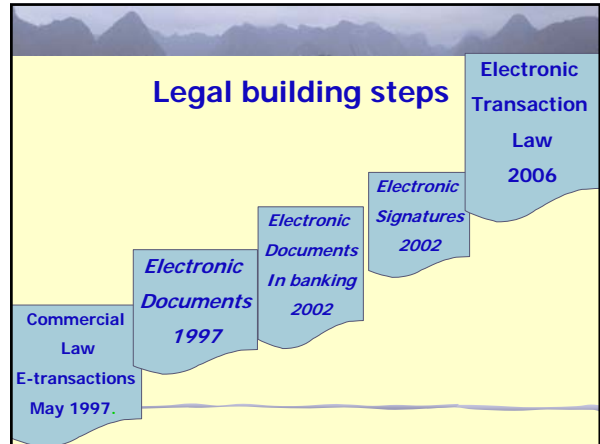 Legal building steps
Electronic
Transaction
Law
2006
Electronic
Signatures
2002
Electronic
Documents
In banking
2002
Electronic
Documents
1997
Commercial
Law
E-transactions
May 1997.